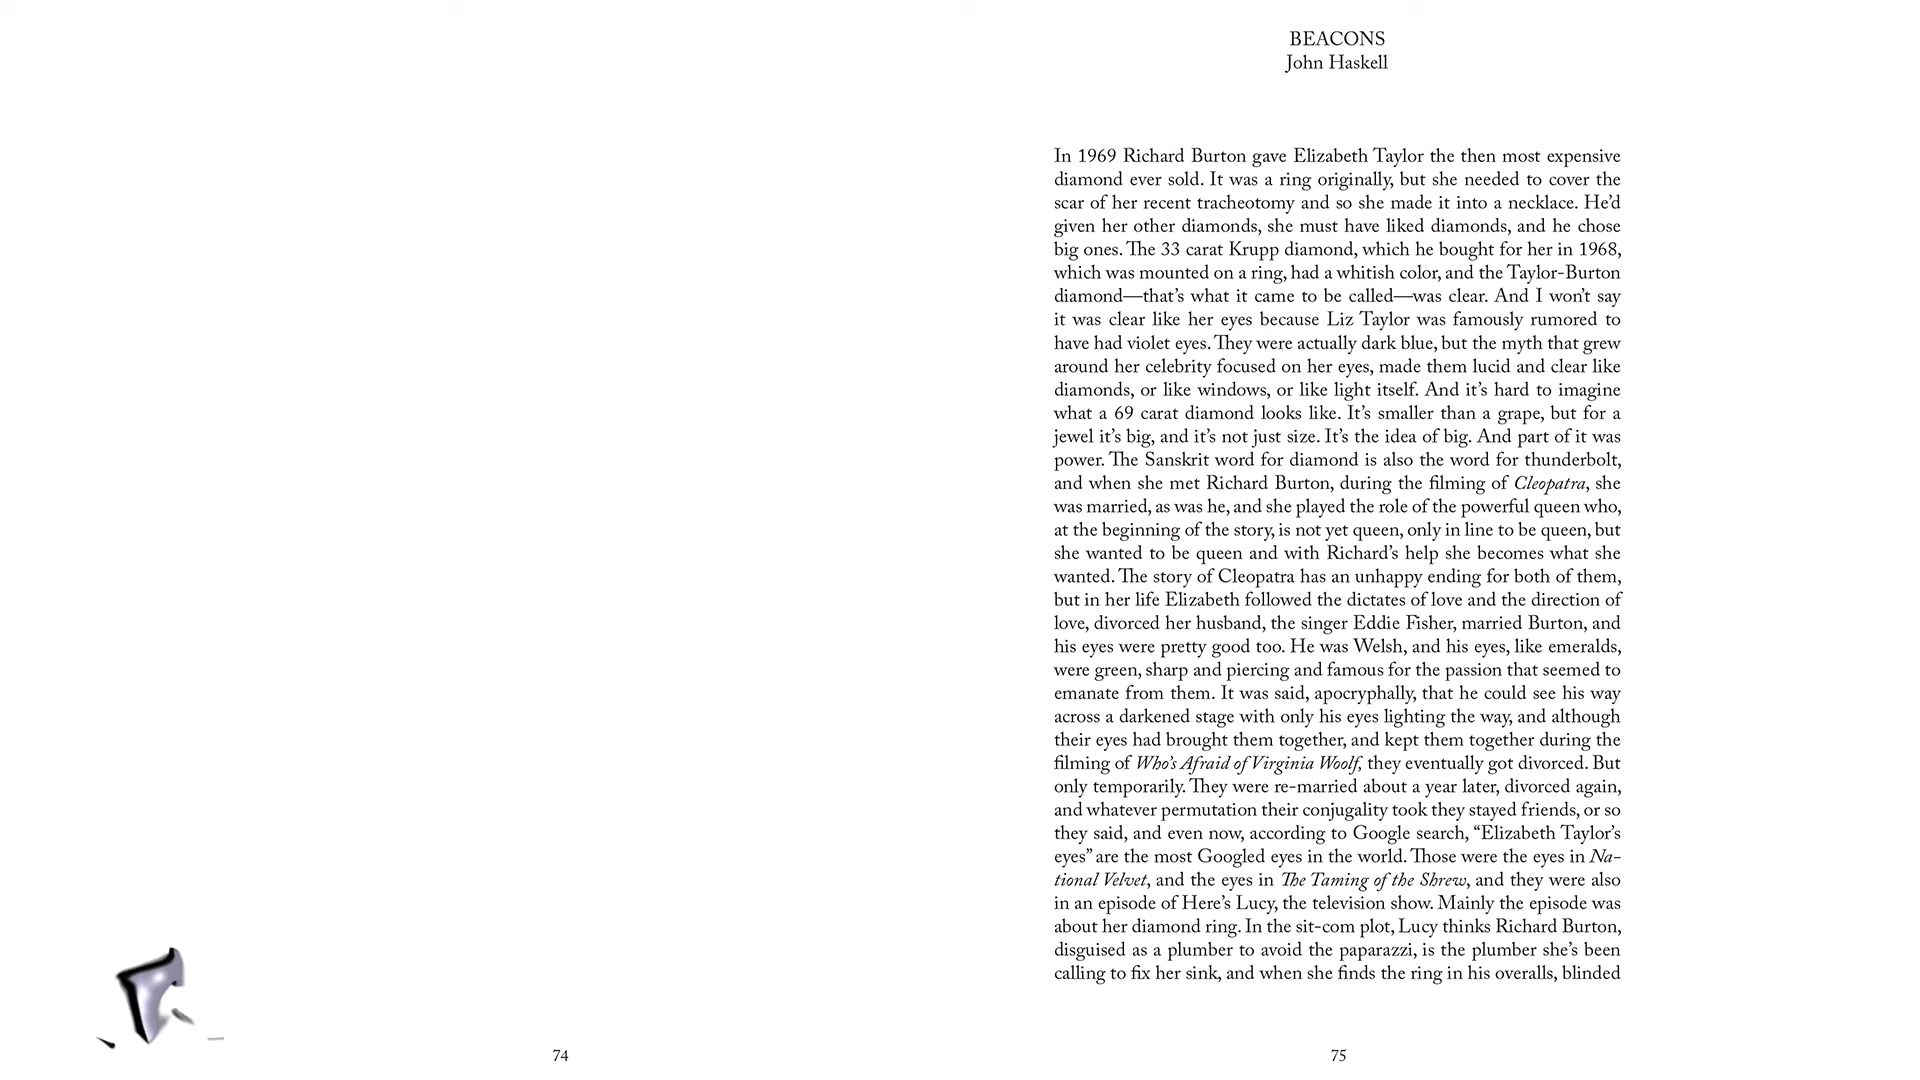 BEACONS
John Haskell
In 1969 Richard Burton gave Elizabeth Taylor the then most expensive
diamond ever sold. It was a ring originally, but she needed to cover the
scar of her recent tracheotomy and so she made it into a necklace. He’d
given her other diamonds, she must have liked diamonds, and he chose
big ones. The 33 carat Krupp diamond, which he bought for her in 1968,
which was mounted on a ring, had a whitish color, and the Taylor-Burton
diamond—that’s what it came to be called—was clear. And I won’t say
it was clear like her eyes because Liz Taylor was famously rumored to
have had violet eyes. They were actually dark blue, but the myth that grew
around her celebrity focused on her eyes, made them lucid and clear like
diamonds, or like windows, or like light itself. And it’s hard to imagine
what a 69 carat diamond looks like. It’s smaller than a grape, but for a
jewel it’s big, and it’s not just size. It’s the idea of big. And part of it was
power. The Sanskrit word for diamond is also the word for thunderbolt,
and when she met Richard Burton, during the filming of Cleopatra, she
was married, as was he, and she played the role of the powerful queen who,
at the beginning of the story, is not yet queen, only in line to be queen, but
she wanted to be queen and with Richard’s help she becomes what she
wanted. The story of Cleopatra has an unhappy ending for both of them,
but in her life Elizabeth followed the dictates of love and the direction of
love, divorced her husband, the singer Eddie Fisher, married Burton, and
his eyes were pretty good too. He was Welsh, and his eyes, like emeralds,
were green, sharp and piercing and famous for the passion that seemed to
emanate from them. It was said, apocryphally, that he could see his way
across a darkened stage with only his eyes lighting the way, and although
their eyes had brought them together, and kept them together during the
filming of Who’s Afraid of Virginia Woolf, they eventually got divorced. But
only temporarily. They were re-married about a year later, divorced again,
and whatever permutation their conjugality took they stayed friends, or so
they said, and even now, according to Google search, “Elizabeth Taylor’s
eyes” are the most Googled eyes in the world. Those were the eyes in Na-
tional Velvet, and the eyes in The Taming of the Shrew, and they were also
in an episode of Here’s Lucy, the television show. Mainly the episode was
about her diamond ring. In the sit-com plot, Lucy thinks Richard Burton,
disguised as a plumber to avoid the paparazzi, is the plumber she’s been
calling to fix her sink, and when she finds the ring in his overalls, blinded
74
75